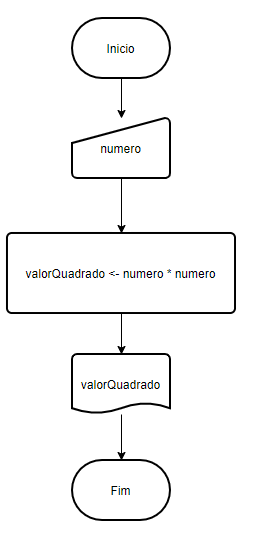 Inicio
numero
valorQuadrado <- numero * numero
valorQuadrado
Fim